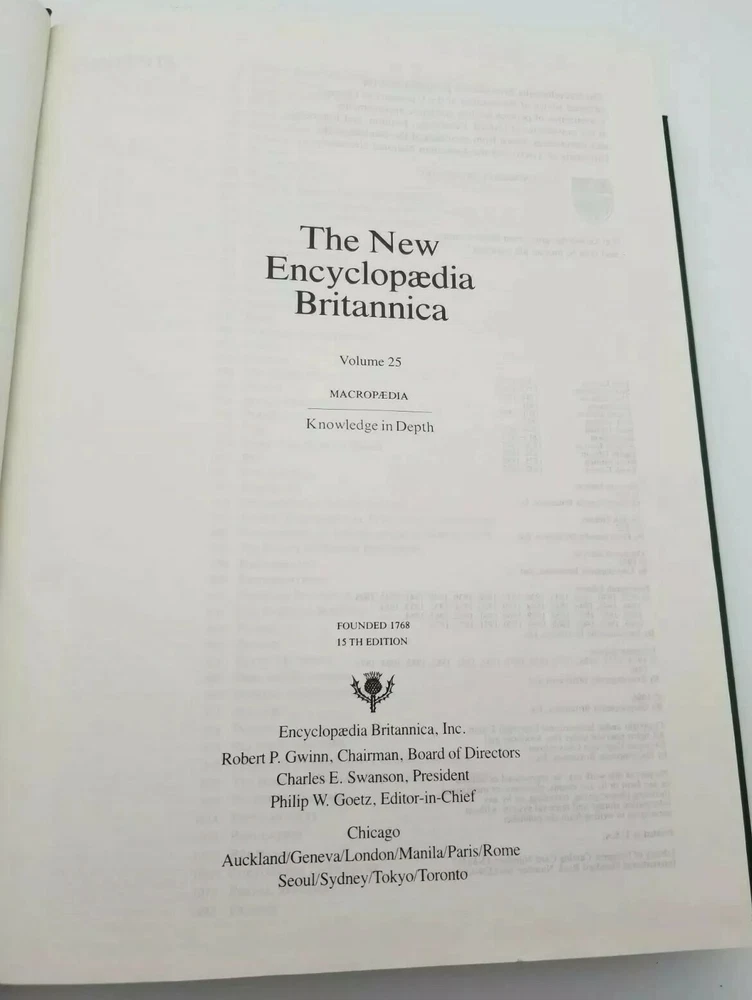 The New
Encyclopædia
Britannica
Volume 25
MACROPÆDIA
Knowledge in Depth
FOUNDED 1768
15 TH EDITION
Encyclopædia Britannica, Inc.
Robert P. Gwinn, Chairman, Board of Directors
Charles E. Swanson, President
Philip W. Goetz, Editor-in-Chief
Chicago
Auckland/Geneva/London/Manila/Paris/Rome
Seoul/Sydney/Tokyo/Toronto